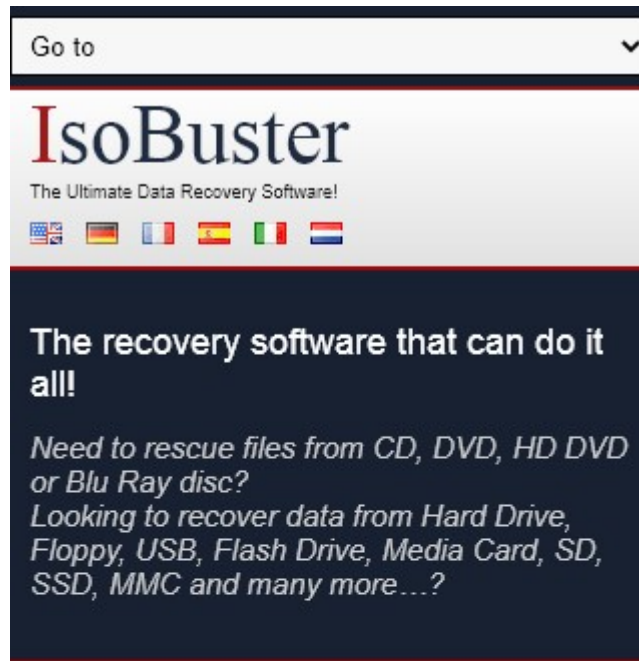 Go to
IsoBuster
The Ultimate Data Recovery Software!
The recovery software that can do it
all!
Need to rescue files from CD, DVD, HD DVD
or Blu Ray disc?
Looking to recover data from Hard Drive,
Floppy, USB, Flash Drive, Media Card, SD,
SSD, MMC and many more…?